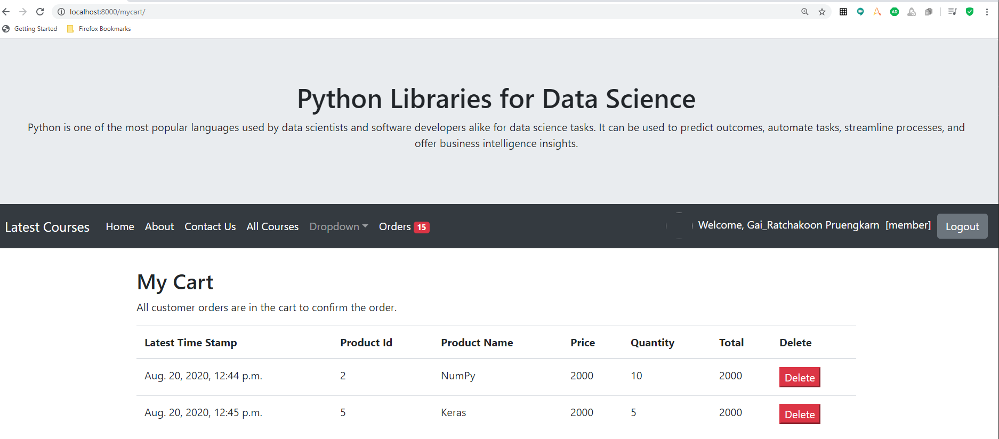 localhost:8000/mycart/
AD
Getting Started Firefox Bookmarks
Python Libraries for Data Science
Python is one of the most popular languages used by data scientists and software developers alike for data science tasks. It can be used to predict outcomes, automate tasks, streamline processes, and
offer business intelligence insights.
Latest Courses Home About Contact Us All Courses Dropdown Orders 15 Welcome, Gai_Ratchakoon Pruengkarn [member] Logout
My Cart
All customer orders are in the cart to confirm the order.
Latest Time Stamp Product Id Product Name Price Quantity Total Delete
Aug. 20, 2020, 12:44 p.m. 2 NumPy 2000 10 2000 Delete
Aug. 20, 2020, 12:45 p.m. 5 Keras 2000 5 2000 Delete